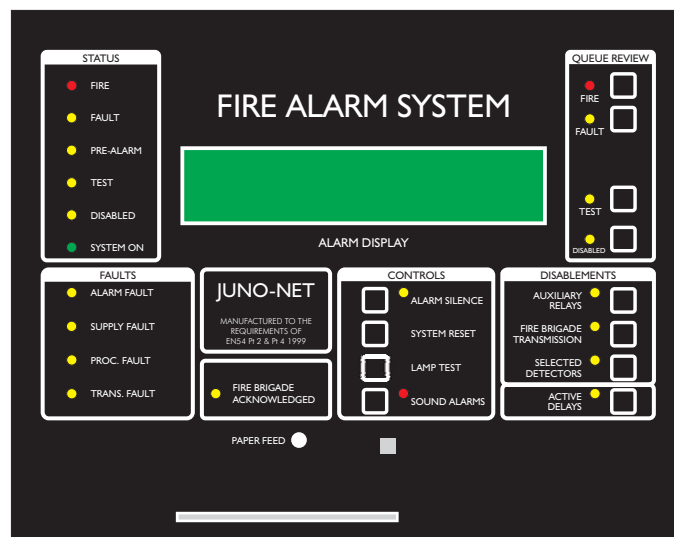 STATUS
FIRE
FAULT
PRE-ALARM
TEST
DISABLED
SYSTEM ON
FIRE ALARM SYSTEM
ALARM DISPLAY
QUEUE REVIEW
FIRE
FAULT
TEST
DISABLED
FAULTS
ALARM FAULT
SUPPLY FAULT
PROC. FAULT
TRANS. FAULT
JUNO-NET
MANUFACTURED TO THE
REQUIREMENTS OF
EN54 Pt 2 & Pt 4 1999
FIRE BRIGADE
ACKNOWLEDGED
CONTROLS
ALARM SILENCE
SYSTEM RESET
LAMP TEST
SOUND ALARMS
DISABLEMENTS
AUXILIARY
RELAYS
FIRE BRIGADE
TRANSMISSION
SELECTED
DETECTORS
ACTIVE
DELAYS
PAPER FEED